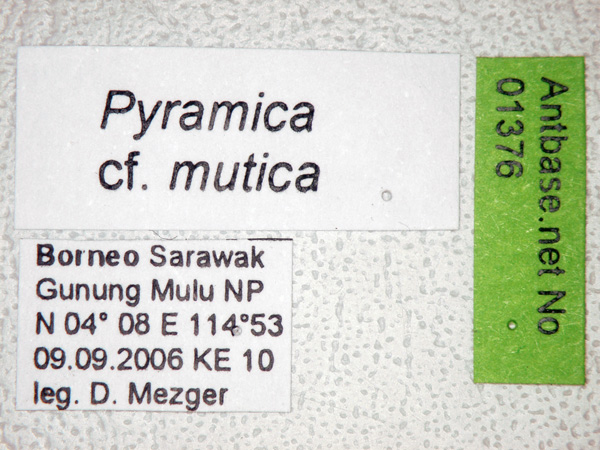 Pyramica
cf. mutica
Borneo Sarawak
Gunung Mulu NP
N 04° 08 E 114°53
09.09.2006 KE 10
leg. D. Mezger
Antbase.net No
01376